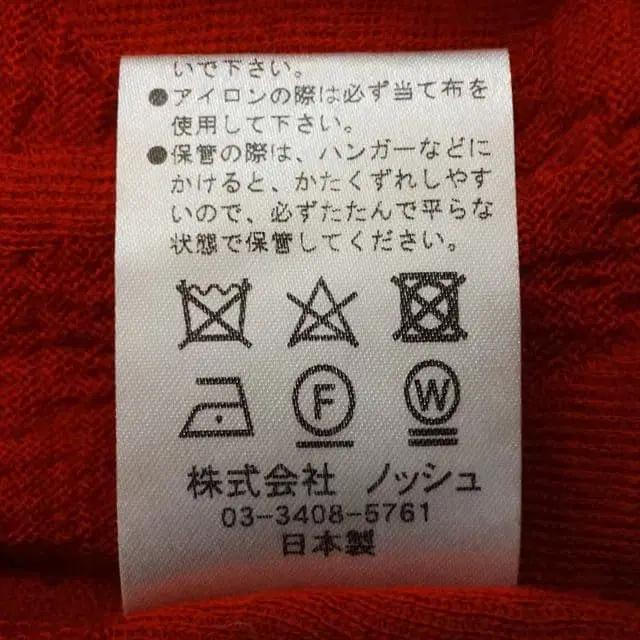 いで下さい。
●アイロンの際は必ず当て布を
使用して下さい。
●保管の際は、ハンガーなどに
かけると、かたくずれしやす
いので、必ずたたんで平らな
状態で保管してください。
F W
株式会社 ノッシュ
03-3408-5761
日本製